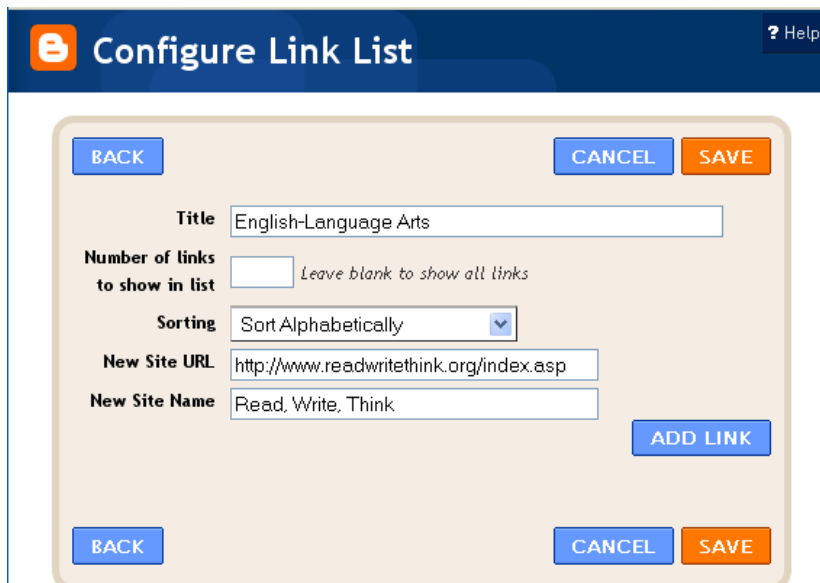 ? Help
Configure Link List
BACK CANCEL SAVE
Title English-Language Arts
Number of links
to show in list Leave blank to show all links
Sorting Sort Alphabetically
New Site URL http://www.readwritethink.org/index.asp
New Site Name Read, Write, Think
ADD LINK
BACK CANCEL SAVE